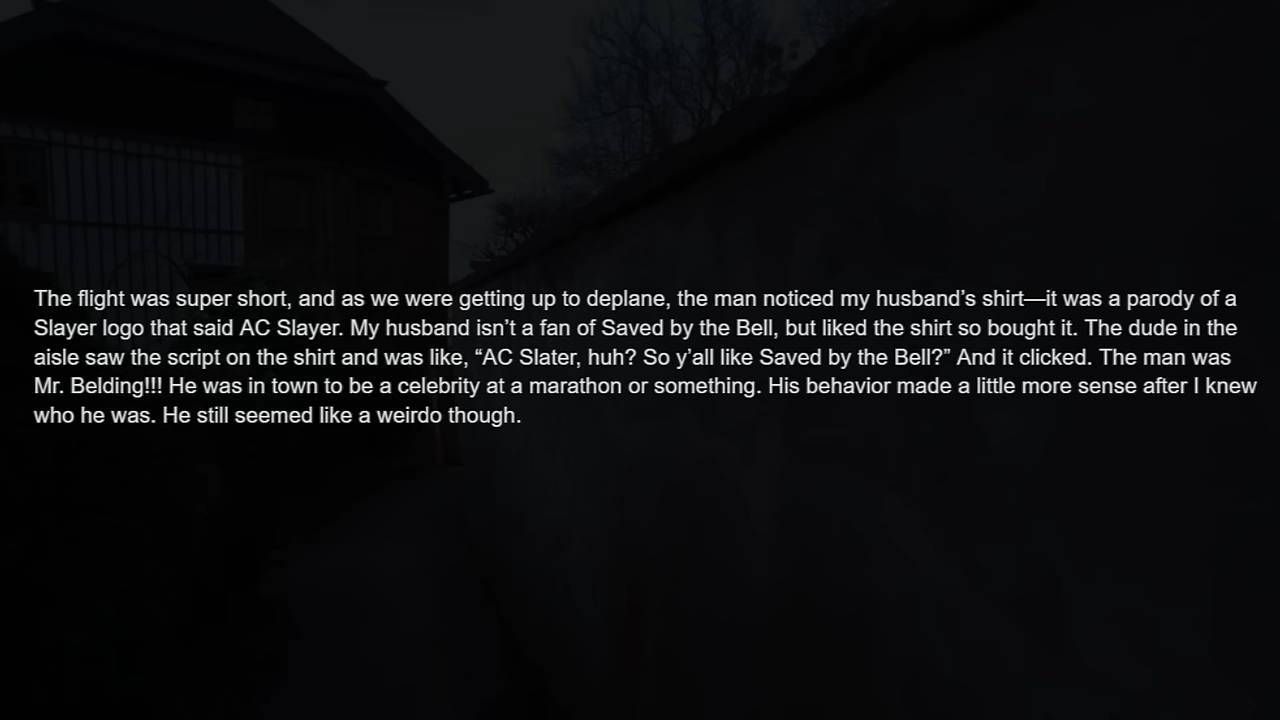 The flight was super short, and as we were getting up to deplane, the man noticed my husband’s shirt—it was a parody of a
Slayer logo that said AC Slayer. My husband isn’t a fan of Saved by the Bell, but liked the shirt so bought it. The dude in the
aisle saw the script on the shirt and was like, “AC Slater, huh? So y’all like Saved by the Bell?” And it clicked. The man was
Mr. Belding!!! He was in town to be a celebrity at a marathon or something. His behavior made a little more sense after I knew
who he was. He still seemed like a weirdo though.